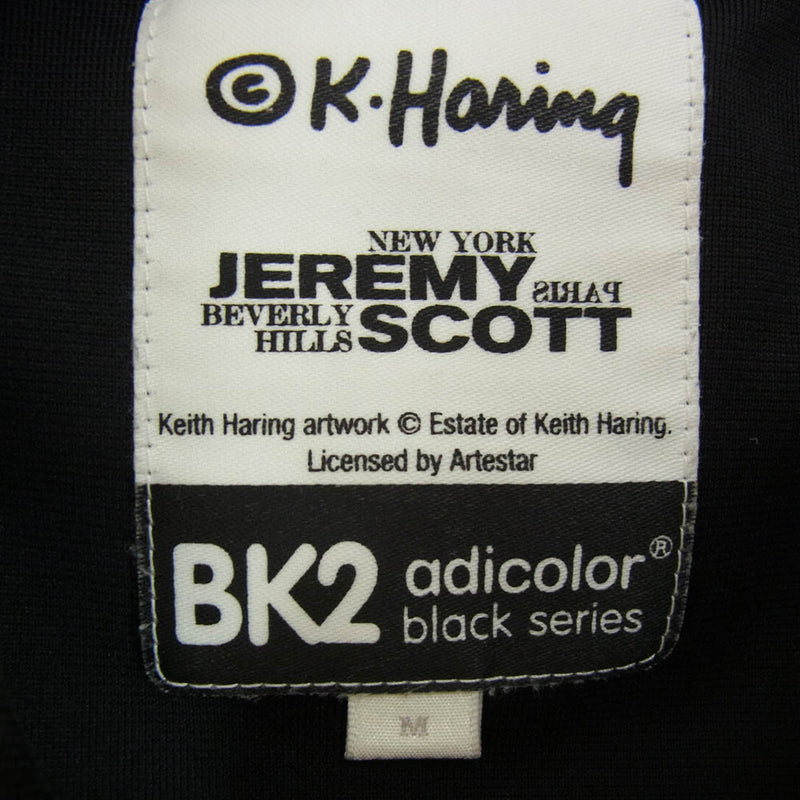 © K·Haring
NEW YORK
JEREMY PARIS
BEVERLY HILLS SCOTT
Keith Haring artwork © Estate of Keith Haring.
Licensed by Artestar
BK2 adicolor®
black series
M